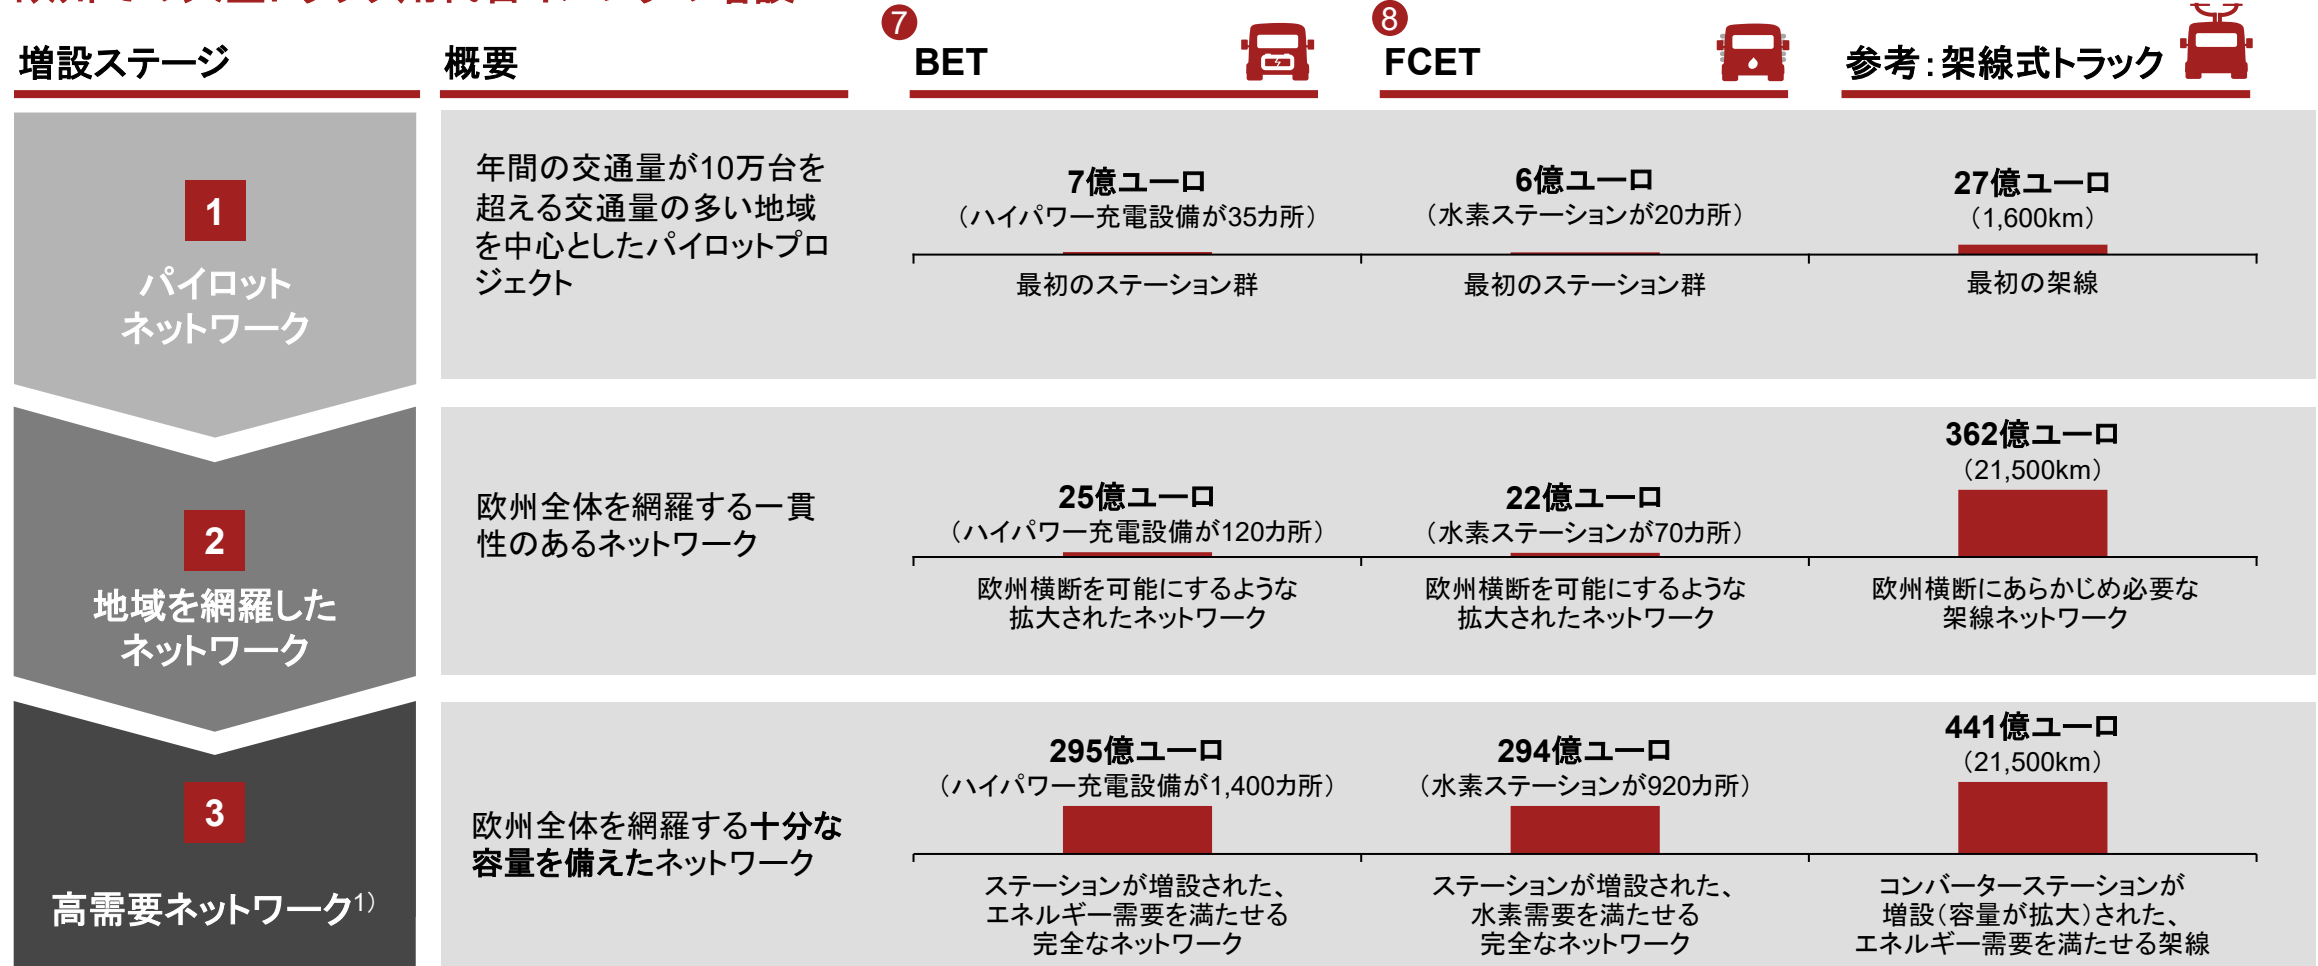 増設ステージ
概要
7
BET
8
FCET
参考：架線式トラック
1
パイロット
ネットワーク
年間の交通量が10万台を
超える交通量の多い地域
を中心としたパイロットプロ
ジェクト
7億ユーロ
（ハイパワー充電設備が35カ所）
最初のステーション群
6億ユーロ
（水素ステーションが20カ所）
最初のステーション群
27億ユーロ
（1,600km）
最初の架線
2
地域を網羅した
ネットワーク
欧州全体を網羅する一貫
性のあるネットワーク
25億ユーロ
（ハイパワー充電設備が120カ所）
欧州横断を可能にするような
拡大されたネットワーク
22億ユーロ
（水素ステーションが70カ所）
欧州横断を可能にするような
拡大されたネットワーク
362億ユーロ
（21,500km）
欧州横断にあらかじめ必要な
架線ネットワーク
3
高需要ネットワーク1）
欧州全体を網羅する十分な
容量を備えたネットワーク
295億ユーロ
（ハイパワー充電設備が1,400カ所）
ステーションが増設された、
エネルギー需要を満たせる
完全なネットワーク
294億ユーロ
（水素ステーションが920カ所）
ステーションが増設された、
水素需要を満たせる
完全なネットワーク
441億ユーロ
（21,500km）
コンバーターステーションが
増設（容量が拡大）された、
エネルギー需要を満たせる架線